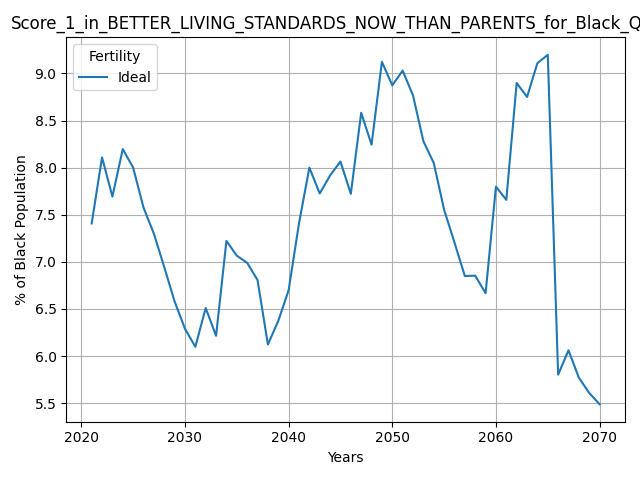 Score_1_in_BETTER_LIVING_STANDARDS_NOW_THAN_PARENTS_for_Black_Q
Fertility
Ideal
% of Black Population
9.0
8.5
8.0
7.5
7.0
6.5
6.0
5.5
2020 2030 2040 2050 2060 2070
Years